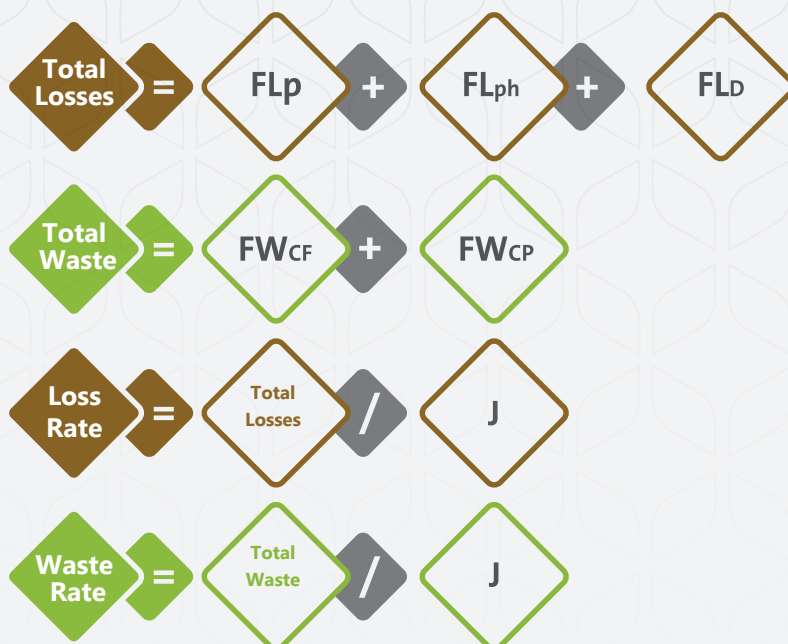 Total Losses = FLp + FLph + FLD
Total Waste = FWCF + FWCP
Loss Rate = Total Losses / J
Waste Rate = Total Waste / J